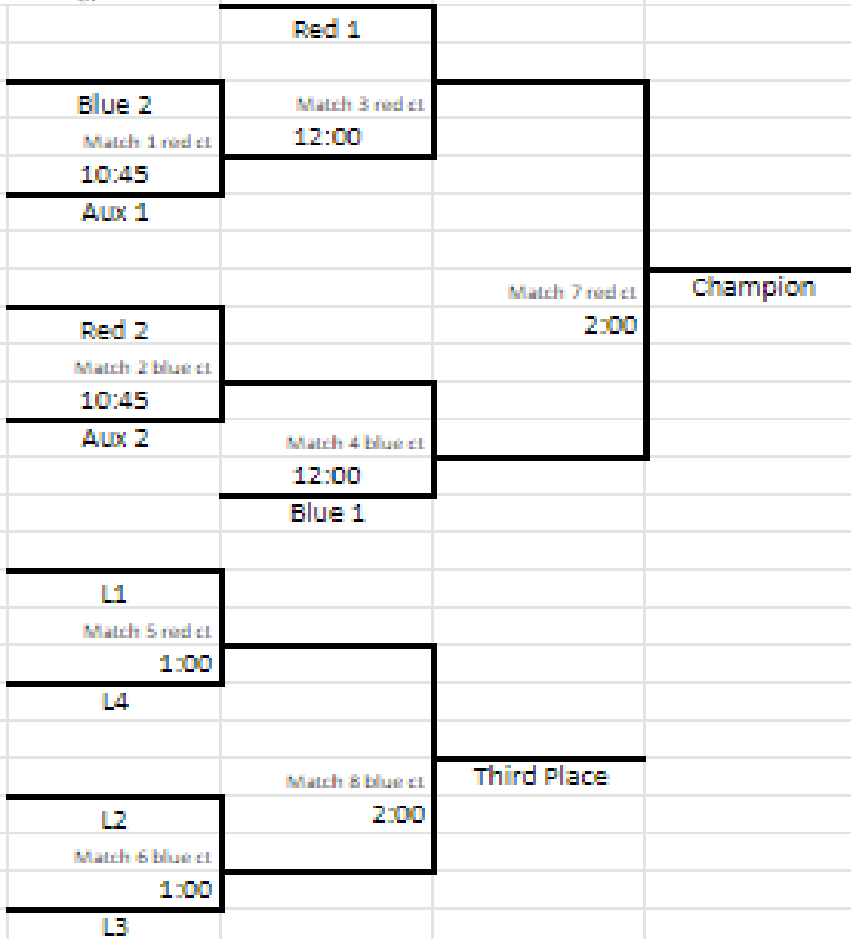 Red 1
Blue 2
Match 3 red ct
Match 1 red ct
12:00
10:45
Aux 1
Match 7 red ct
Champion
2:00
Red 2
Match 2 blue ct
10:45
Aux 2
Match 4 blue ct
12:00
Blue 1
L1
Match 5 red ct
1:00
L4
Match 8 blue ct
Third Place
2:00
L2
Match 6 blue ct
1:00
L3